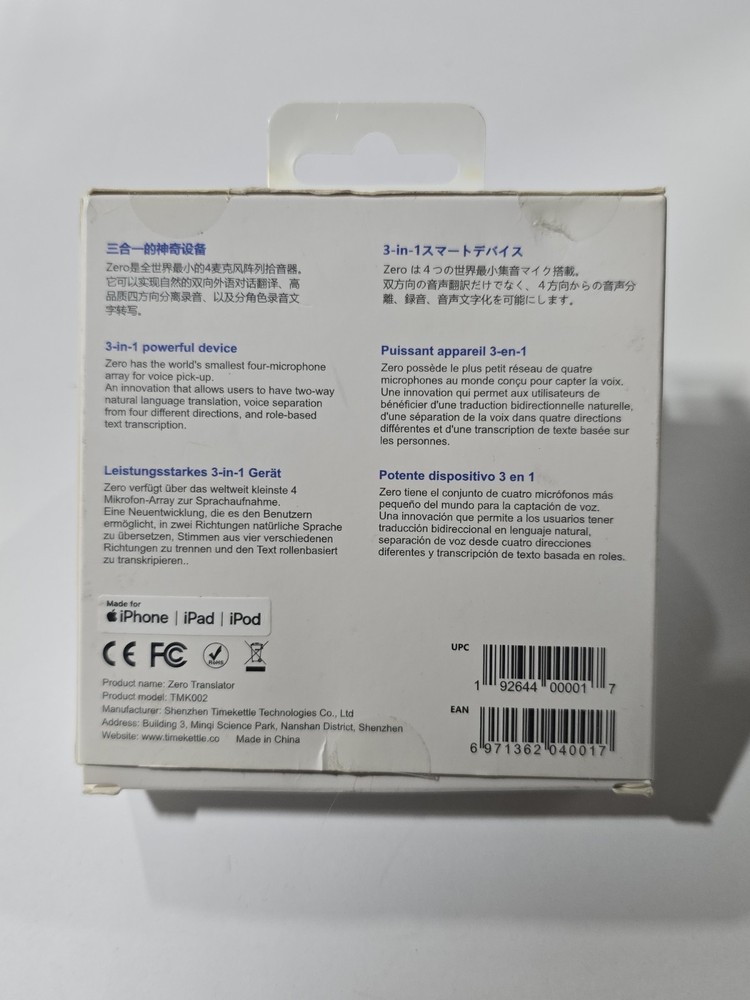 三合一的神奇设备
Zero是全世界最小的4麦克风阵列拾音器。
它可以实现自然的双向外语对话翻译、高
品质四方向分离录音、以及分角色录音文
字转写。
3-in-1スマートデバイス
Zero は４つの世界最小集音マイク搭載。
双方向の音声翻訳だけでなく、４方向からの音声分
離、録音、音声文字化を可能にします。
3-in-1 powerful device
Zero has the world's smallest four-microphone
array for voice pick-up.
An innovation that allows users to have two-way
natural language translation, voice separation
from four different directions, and role-based
text transcription.
Puissant appareil 3-en-1
Zero possède le plus petit réseau de quatre
microphones au monde conçu pour capter la voix.
Une innovation qui permet aux utilisateurs de
bénéficier d'une traduction bidirectionnelle naturelle,
d'une séparation de la voix dans quatre directions
différentes et d'une transcription de texte basée sur
les personnes.
Leistungsstarkes 3-in-1 Gerät
Zero verfügt über das weltweit kleinste 4
Mikrofon-Array zur Sprachaufnahme.
Eine Neuentwicklung, die es den Benutzern
ermöglicht, in zwei Richtungen natürliche Sprache
zu übersetzen, Stimmen aus vier verschiedenen
Richtungen zu trennen und den Text rollenbasiert
zu transkripieren..
Potente dispositivo 3 en 1
Zero tiene el conjunto de cuatro micrófonos más
pequeño del mundo para la captación de voz.
Una innovación que permite a los usuarios tener
traducción bidireccional en lenguaje natural,
separación de voz desde cuatro direcciones
diferentes y transcripción de texto basada en roles.
Made for
iPhone | iPad | iPod
CE FC RoHS
Product name: Zero Translator
Product model: TMK002
Manufacturer: Shenzhen Timekettle Technologies Co., Ltd
Address: Building 3, Minqi Science Park, Nanshan District, Shenzhen
Website: www.timekettle.co Made in China
UPC
1 92644 00001 7
EAN
6 971362 040017